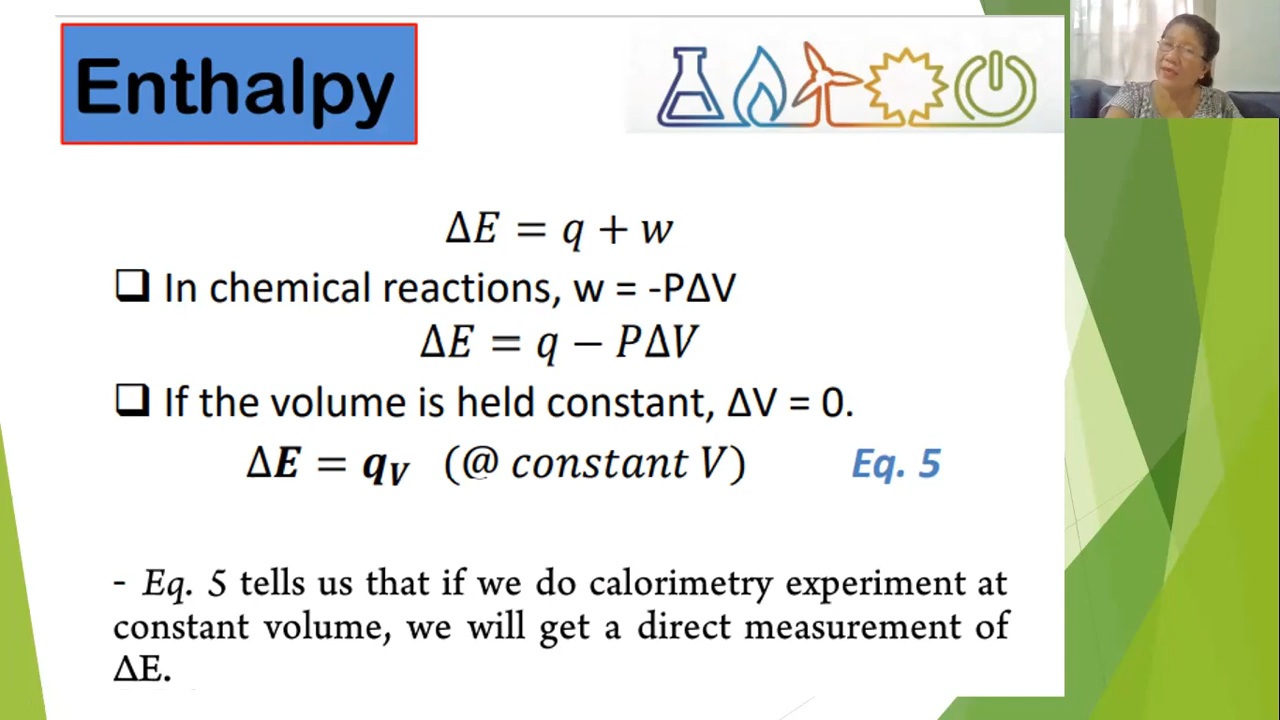 Enthalpy
ΔE = q + w
❑ In chemical reactions, w = -PΔV
ΔE = q − PΔV
❑ If the volume is held constant, ΔV = 0.
ΔE = qV (@ constant V) Eq. 5
- Eq. 5 tells us that if we do calorimetry experiment at
constant volume, we will get a direct measurement of
ΔE.